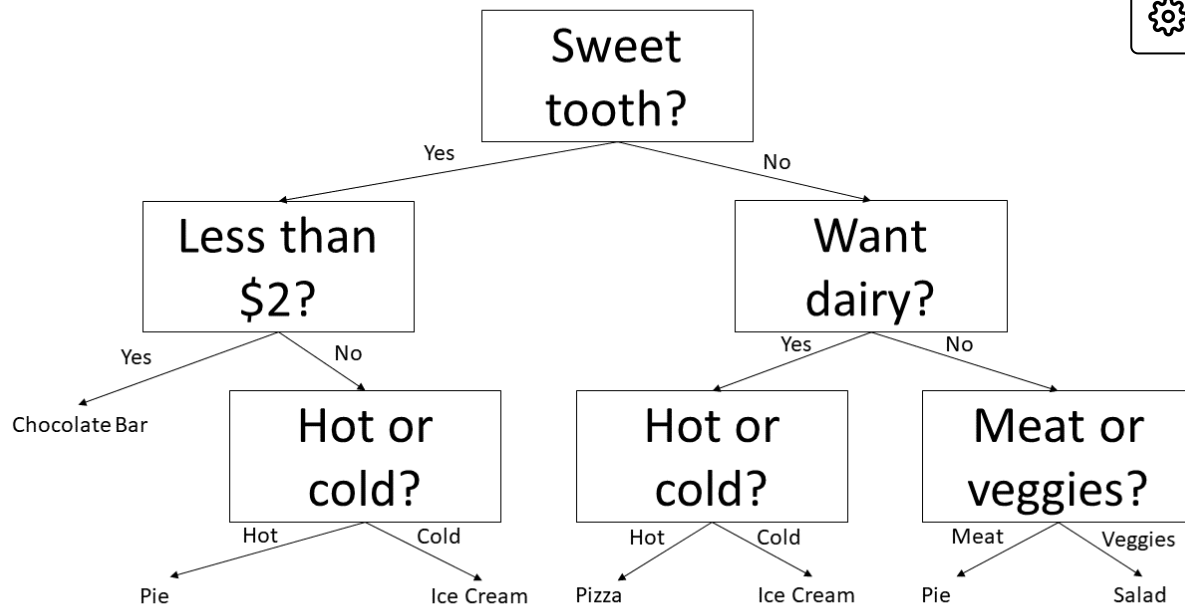 Sweet
tooth?
Yes
No
Less than
$2?
Want
dairy?
Yes
No
Yes
No
Chocolate Bar
Hot or
cold?
Hot or
cold?
Meat or
veggies?
Hot
Cold
Hot
Cold
Meat
Veggies
Pie
Ice Cream
Pizza
Ice Cream
Pie
Salad